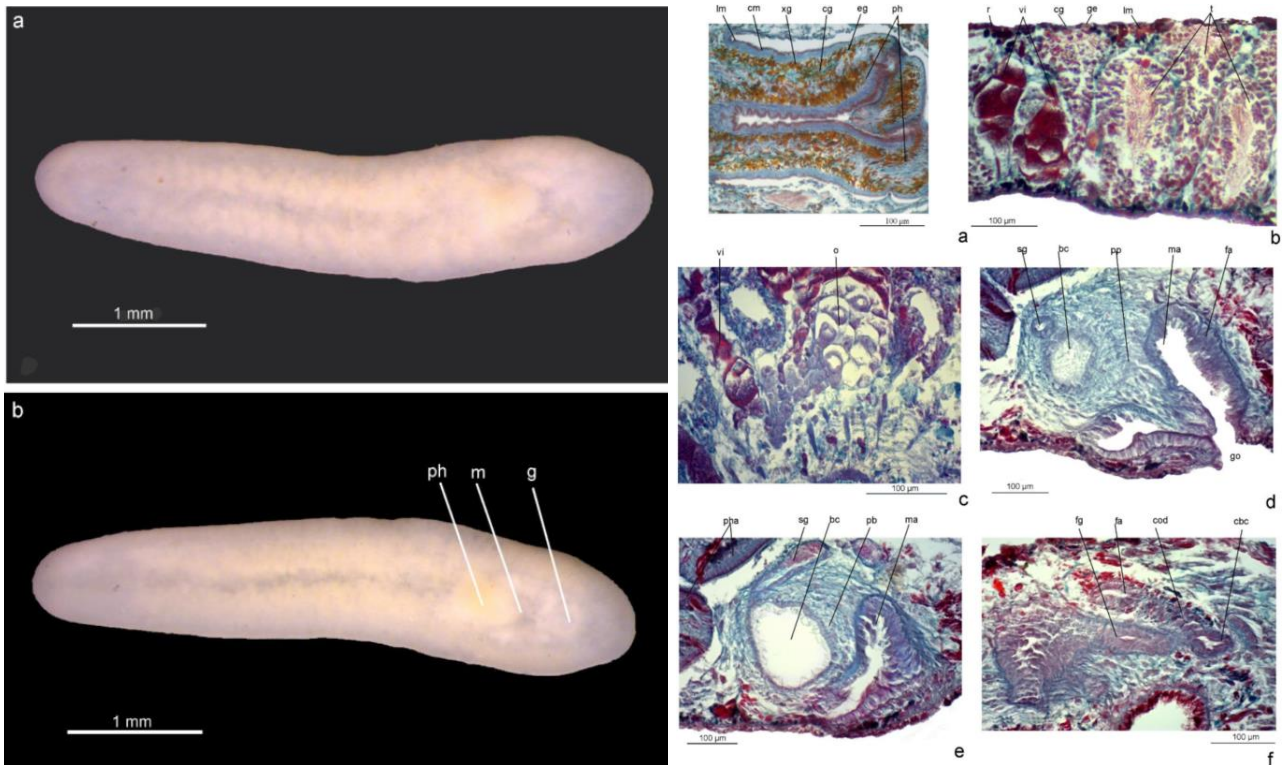 a
1 mm
b
ph m g
1 mm
lm cm xg cg eg ph
100 µm
a
r vi cg ge lm t
100 µm
b
vi o
100 µm
c
sg bc pp ma fa
go
100 µm
d
pha sg bc pb ma
100 µm
e
fg fa cod cbc
100 µm
f